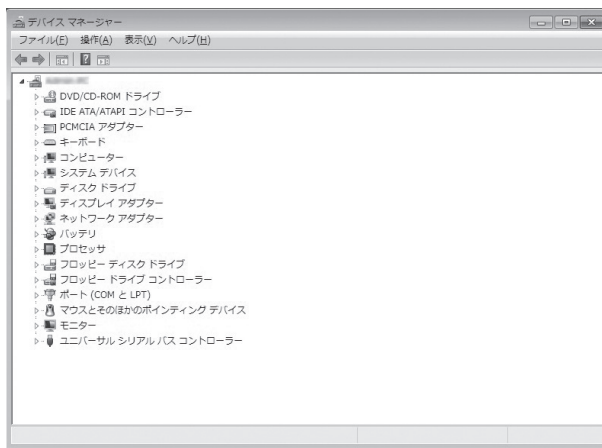 デバイス マネージャー
ファイル(F) 操作(A) 表示(V) ヘルプ(H)
DVD/CD-ROM ドライブ
IDE ATA/ATAPI コントローラー
PCMCIA アダプター
キーボード
コンピューター
システム デバイス
ディスク ドライブ
ディスプレイ アダプター
ネットワーク アダプター
バッテリ
プロセッサ
フロッピー ディスク ドライブ
フロッピー ドライブ コントローラー
ポート (COM と LPT)
マウスとそのほかのポインティング デバイス
モニター
ユニバーサル シリアル バス コントローラー